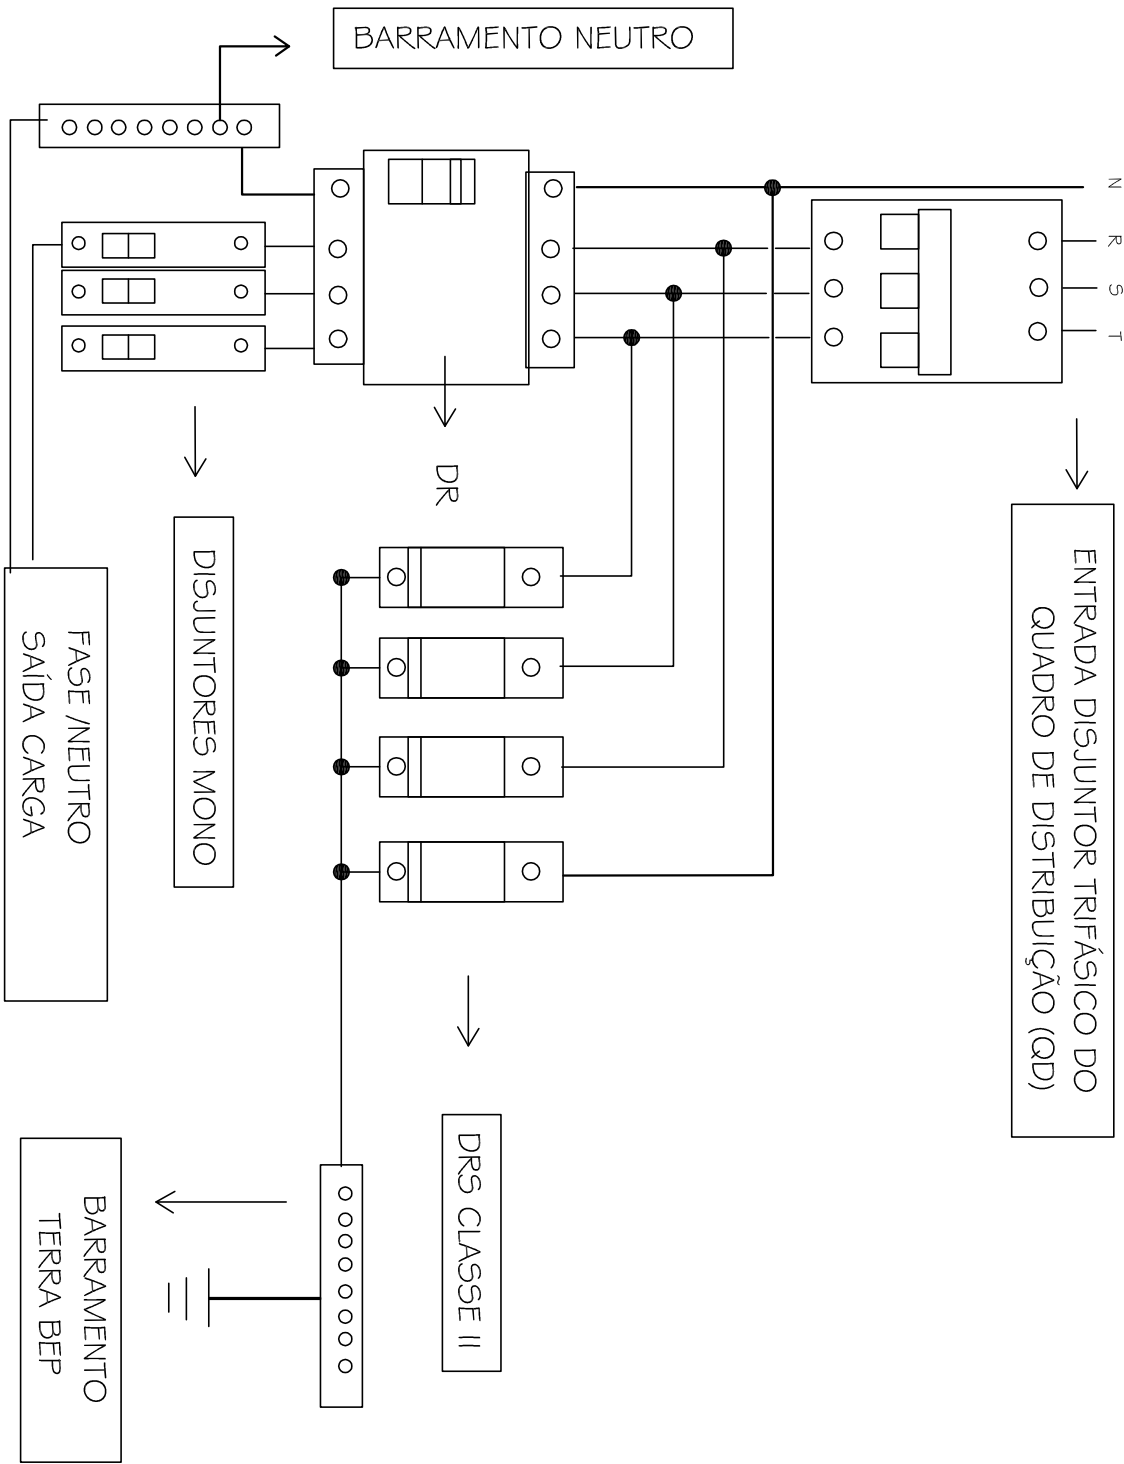 BARRAMENTO NEUTRO
N
R
S
T
ENTRADA DISJUNTOR TRIFÁSICO DO
QUADRO DE DISTRIBUIÇÃO (QD)
DR
DISJUNTORES MONO
FASE /NEUTRO
SAÍDA CARGA
DRS CLASSE II
BARRAMENTO
TERRA BEP